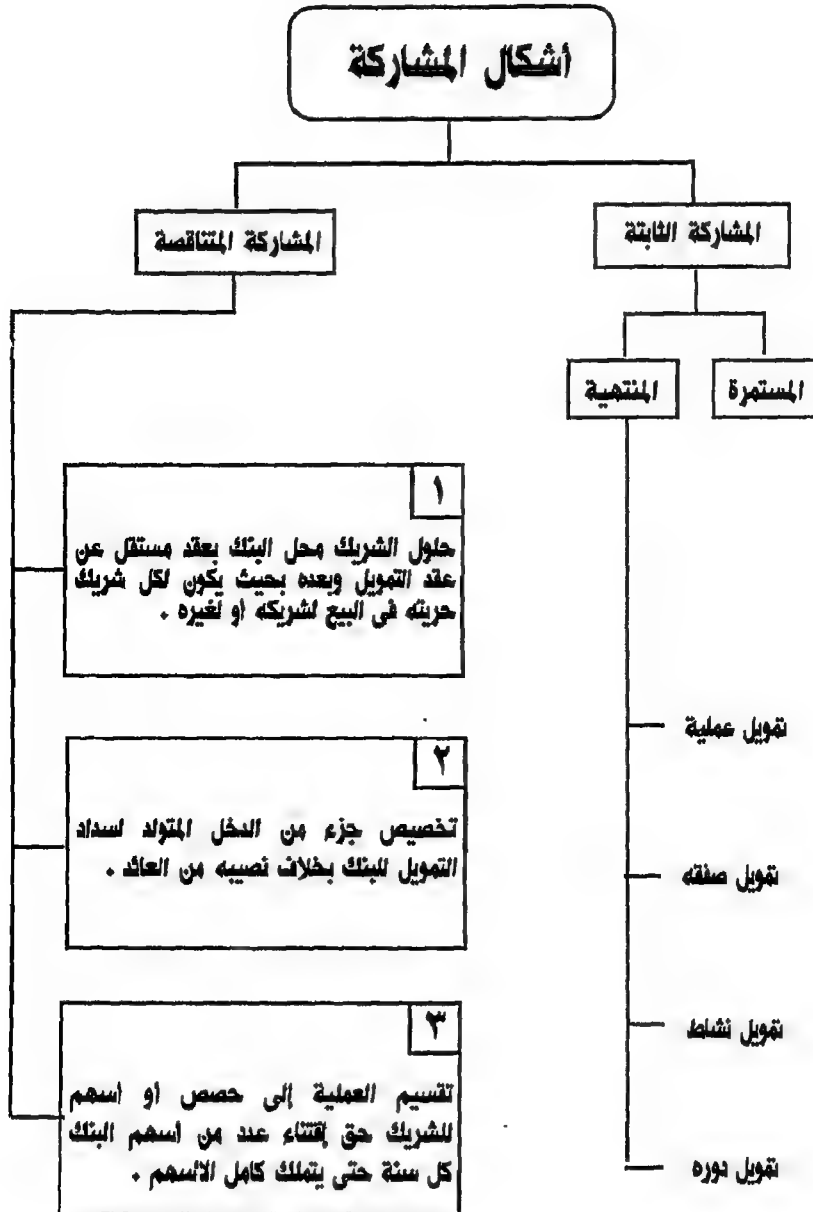 أشكال المشاركة
المشاركة الثابتة
المشاركة المتناقصة
المستمرة
المنتهية
تمويل عملية
تمويل صفقه
تمويل نشاط
تمويل دوره
١
حلول الشريك محل البنك بعقد مستقل عن
عقد التمويل وبعده بحيث يكون لكل شريك
حريته فى البيع لشريكه أو لغيره .
٢
تخصيص جزء من الدخل المتولد لسداد
التمويل للبنك بخلاف نصيبه من العائد .
٣
تقسيم العملية إلى حصص أو أسهم
للشريك حق إقتناء عدد من أسهم البنك
كل سنة حتى يتملك كامل الاسهم .